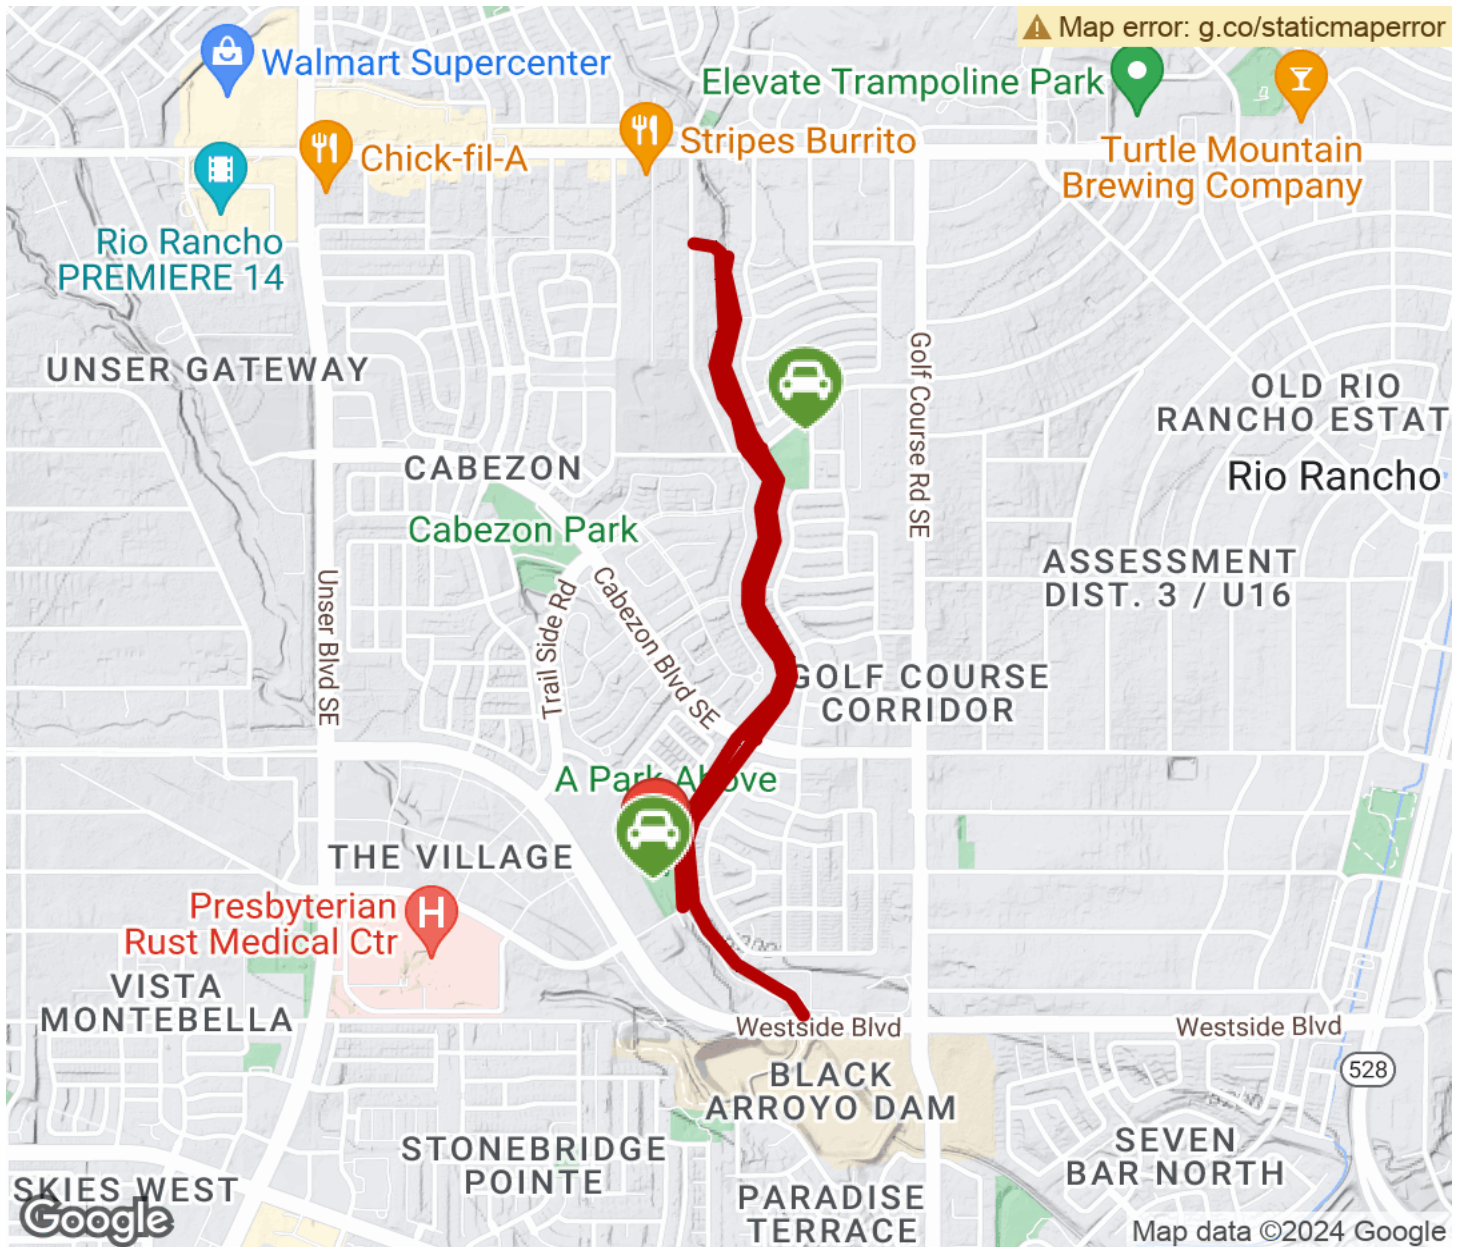 Map error: g.co/staticmaperror
Walmart Supercenter
Elevate Trampoline Park
Stripes Burrito
Chick-fil-A
Turtle Mountain
Brewing Company
Rio Rancho
PREMIERE 14
UNSER GATEWAY
Golf Course Rd SE
OLD RIO
RANCHO ESTAT
CABEZON
Rio Rancho
Cabezon Park
ASSESSMENT
DIST. 3 / U16
Unser Blvd SE
Trail Side Rd
Cabezon Blvd SE
GOLF COURSE
CORRIDOR
A Park Above
THE VILLAGE
Presbyterian
Rust Medical Ctr
H
VISTA
MONTEBELLA
Westside Blvd
Westside Blvd
528
BLACK
ARROYO DAM
STONEBRIDGE
POINTE
SEVEN
BAR NORTH
SKIES WEST
PARADISE
TERRACE
Google
Map data ©2024 Google